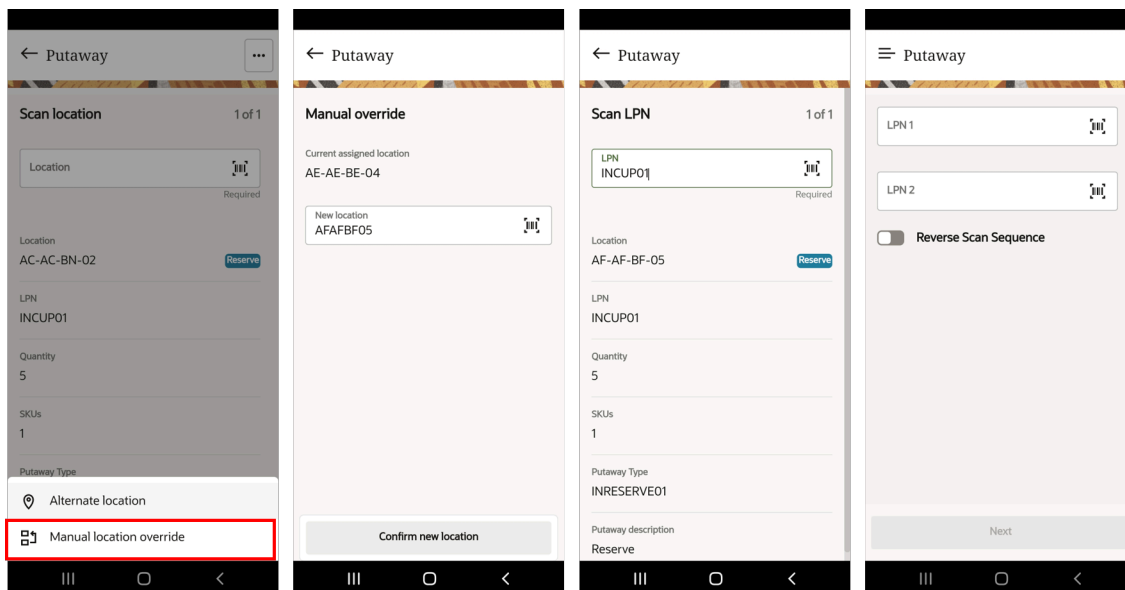 Putaway
Scan location 1 of 1
Location
Required
Location
AC-AC-BN-02 Reserve
LPN
INCUP01
Quantity
5
SKUs
1
Putaway Type
Alternate location
Manual location override
Putaway
Manual override
Current assigned location
AE-AE-BE-04
New location
AFAFBF05
Confirm new location
Putaway
Scan LPN 1 of 1
LPN
INCUP01
Required
Location
AF-AF-BF-05 Reserve
LPN
INCUP01
Quantity
5
SKUs
1
Putaway Type
INRESERVE01
Putaway description
Reserve
Putaway
LPN 1
LPN 2
Reverse Scan Sequence
Next